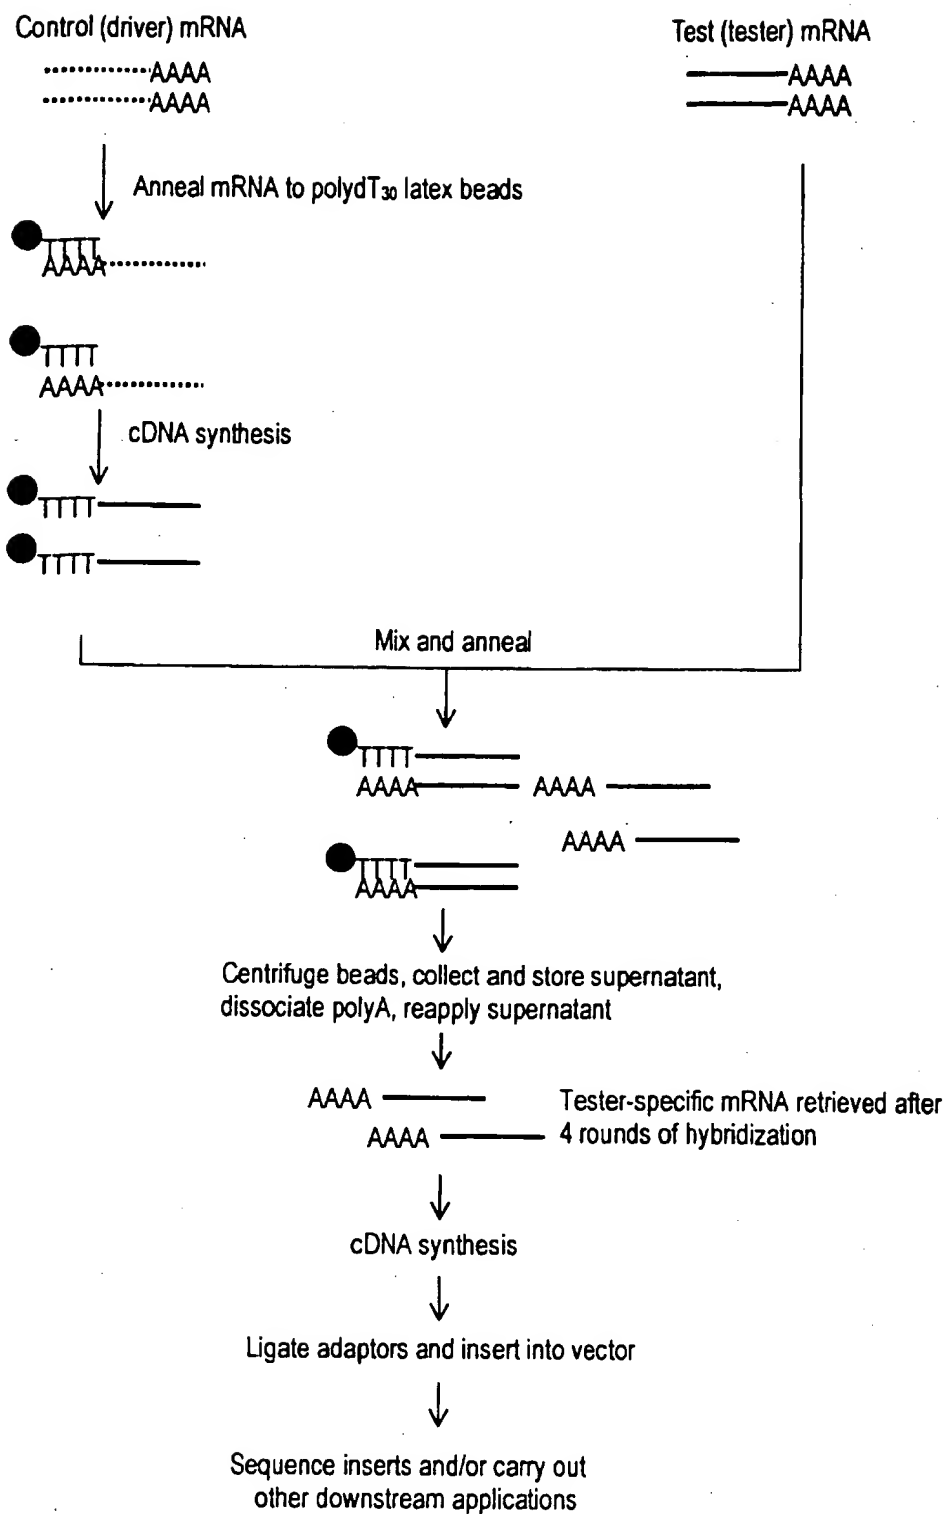 Control (driver) mRNA
Test (tester) mRNA
AAAA
AAAA
AAAA
AAAA
Anneal mRNA to polydT30 latex beads
TTTT
AAAA
TTTT
AAAA
cDNA synthesis
TTTT
TTTT
Mix and anneal
TTTT
AAAA
AAAA
AAAA
TTTT
AAAA
Centrifuge beads, collect and store supernatant,
dissociate polyA, reapply supernatant
AAAA
Tester-specific mRNA retrieved after
AAAA
4 rounds of hybridization
cDNA synthesis
Ligate adaptors and insert into vector
Sequence inserts and/or carry out
other downstream applications